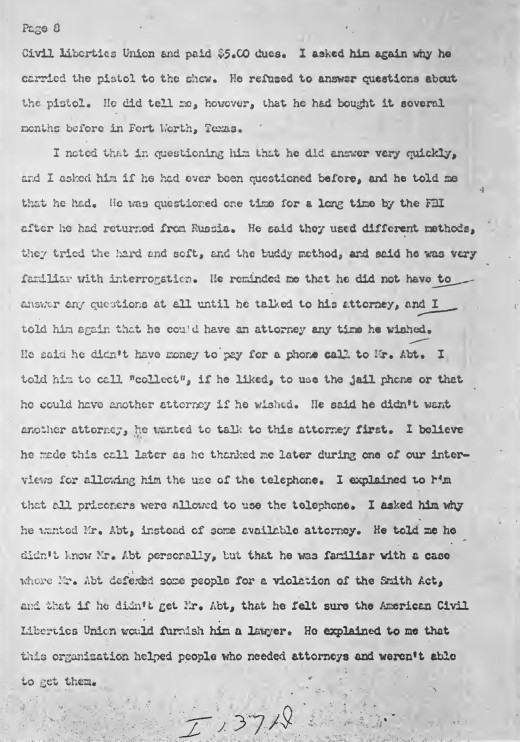 Page 8
Civil Liberties Union and paid $5.00 dues. I asked him again why he
carried the pistol to the show. He refused to answer questions about
the pistol. He did tell me, however, that he had bought it several
months before in Fort Worth, Texas.
I noted that in questioning him that he did answer very quickly,
and I asked him if he had ever been questioned before, and he told me
that he had. He was questioned one time for a long time by the FBI
after he had returned from Russia. He said they used different methods,
they tried the hard and soft, and the buddy method, and said he was very
familiar with interrogation. He reminded me that he did not have to
answer any questions at all until he talked to his attorney, and I
told him again that he could have an attorney any time he wished.
He said he didn't have money to pay for a phone call to Mr. Abt. I
told him to call "collect", if he liked, to use the jail phone or that
he could have another attorney if he wished. He said he didn't want
another attorney, he wanted to talk to this attorney first. I believe
he made this call later as he thanked me later during one of our inter-
views for allowing him the use of the telephone. I explained to him
that all prisoners were allowed to use the telephone. I asked him why
he wanted Mr. Abt, instead of some available attorney. He told me he
didn't know Mr. Abt personally, but that he was familiar with a case
where Mr. Abt defended some people for a violation of the Smith Act,
and that if he didn't get Mr. Abt, that he felt sure the American Civil
Liberties Union would furnish him a lawyer. He explained to me that
this organization helped people who needed attorneys and weren't able
to get them.